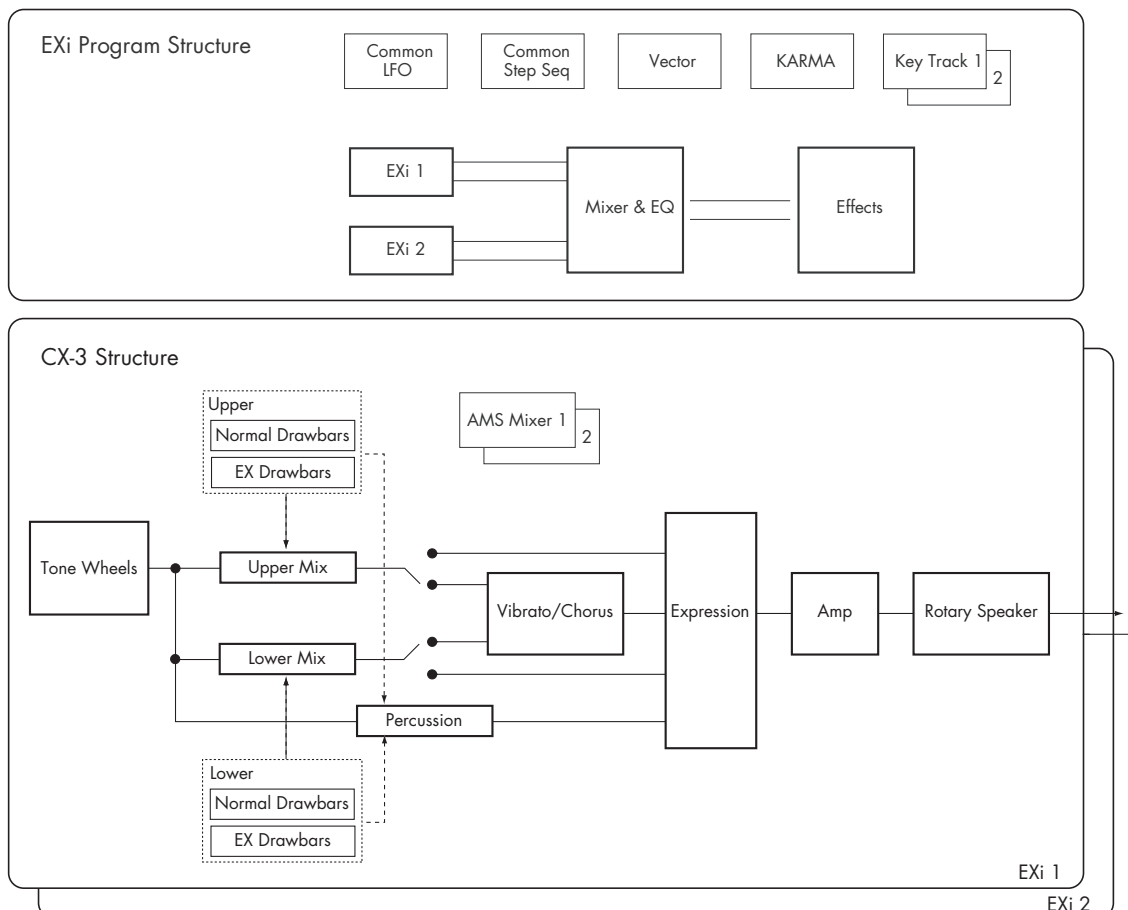 EXi Program Structure
Common
LFO
Common
Step Seq
Vector
KARMA
Key Track 1
2
EXi 1
EXi 2
Mixer & EQ
Effects
CX-3 Structure
Upper
Normal Drawbars
EX Drawbars
AMS Mixer 1
2
Tone Wheels
Upper Mix
Lower Mix
Vibrato/Chorus
Expression
Amp
Rotary Speaker
Percussion
Lower
Normal Drawbars
EX Drawbars
EXi 1
EXi 2